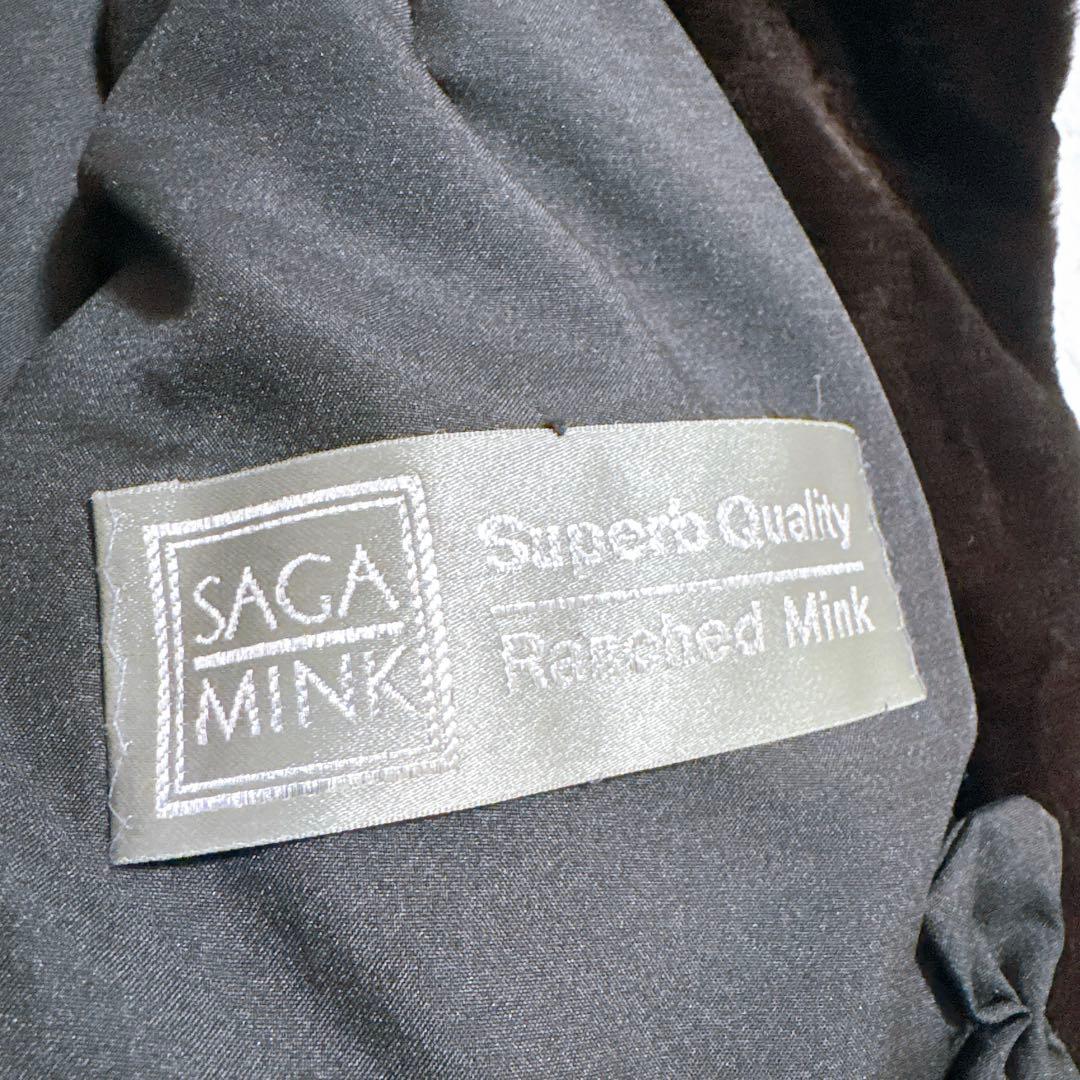 SAGA
MINK
Superb Quality
Ranched Mink